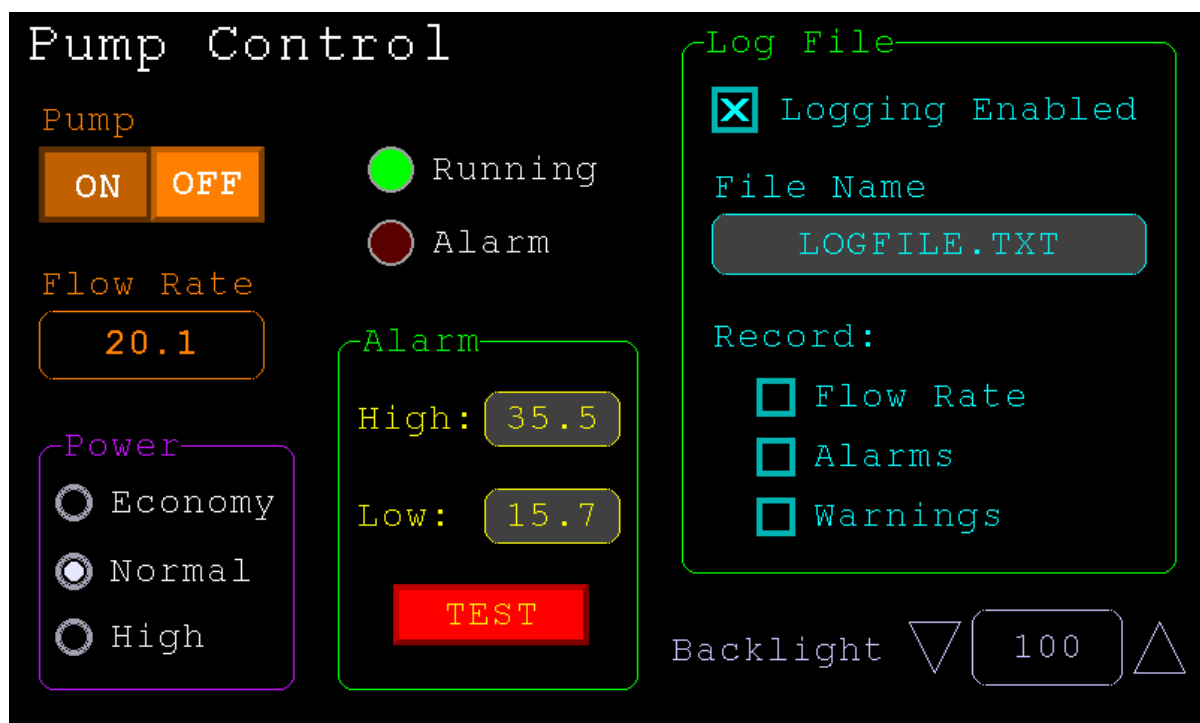 Pump Control
Pump
ON OFF
Running
Alarm
Flow Rate
20.1
Power
Economy
Normal
High
Alarm
High: 35.5
Low: 15.7
TEST
Log File
Logging Enabled
File Name
LOGFILE.TXT
Record:
Flow Rate
Alarms
Warnings
Backlight 100